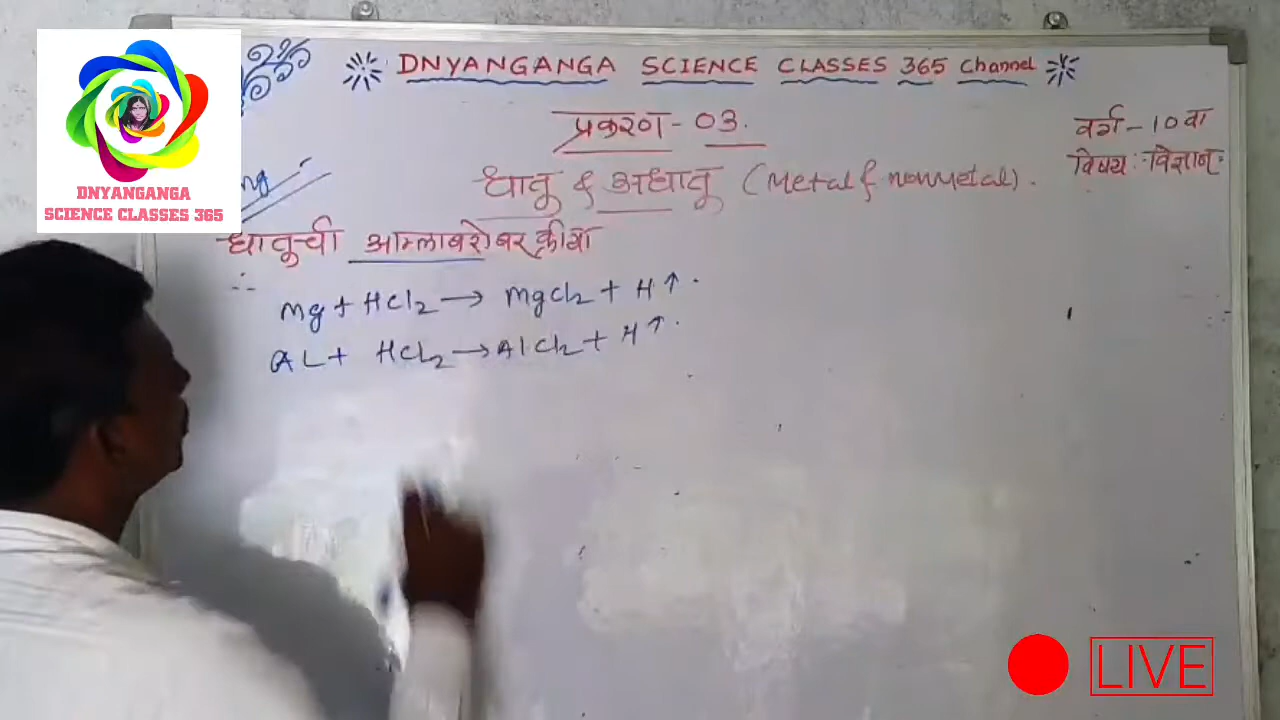 DNYANGANGA SCIENCE CLASSES 365 Channel
प्रकरण - 03.
वर्ग - 10 वा
विषय : विज्ञान :
धातू & अधातू (Metal & nonmetal).
DNYANGANGA
SCIENCE CLASSES 365
धातूची आम्लाबरोबर क्रीया
∴ Mg + HCl2 → MgCl2 + H↑.
AL + HCl2 → AlCl2 + H↑.
LIVE